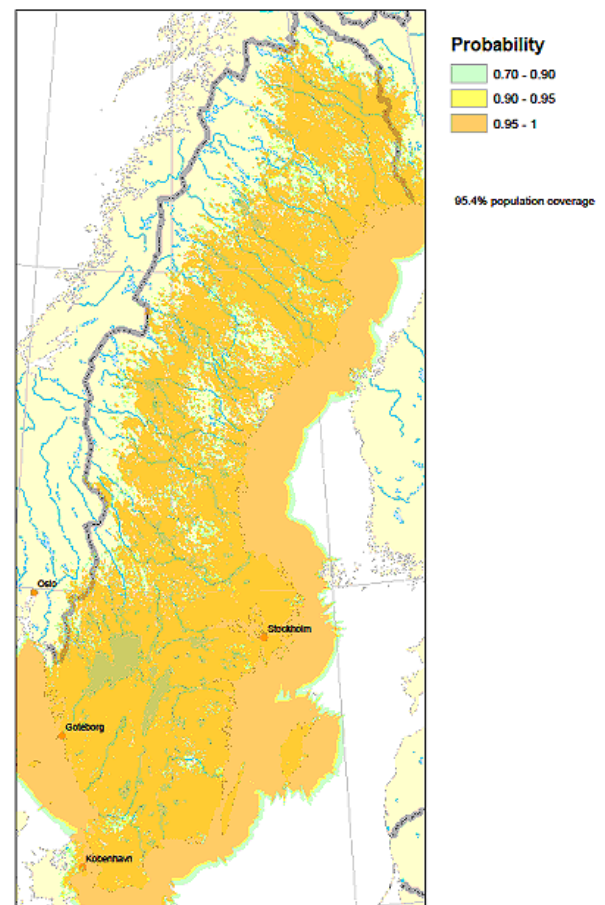 Probability
0.70 - 0.90
0.90 - 0.95
0.95 - 1
95.4% population coverage
Oslo
Stockholm
Goteborg
Kobenhavn